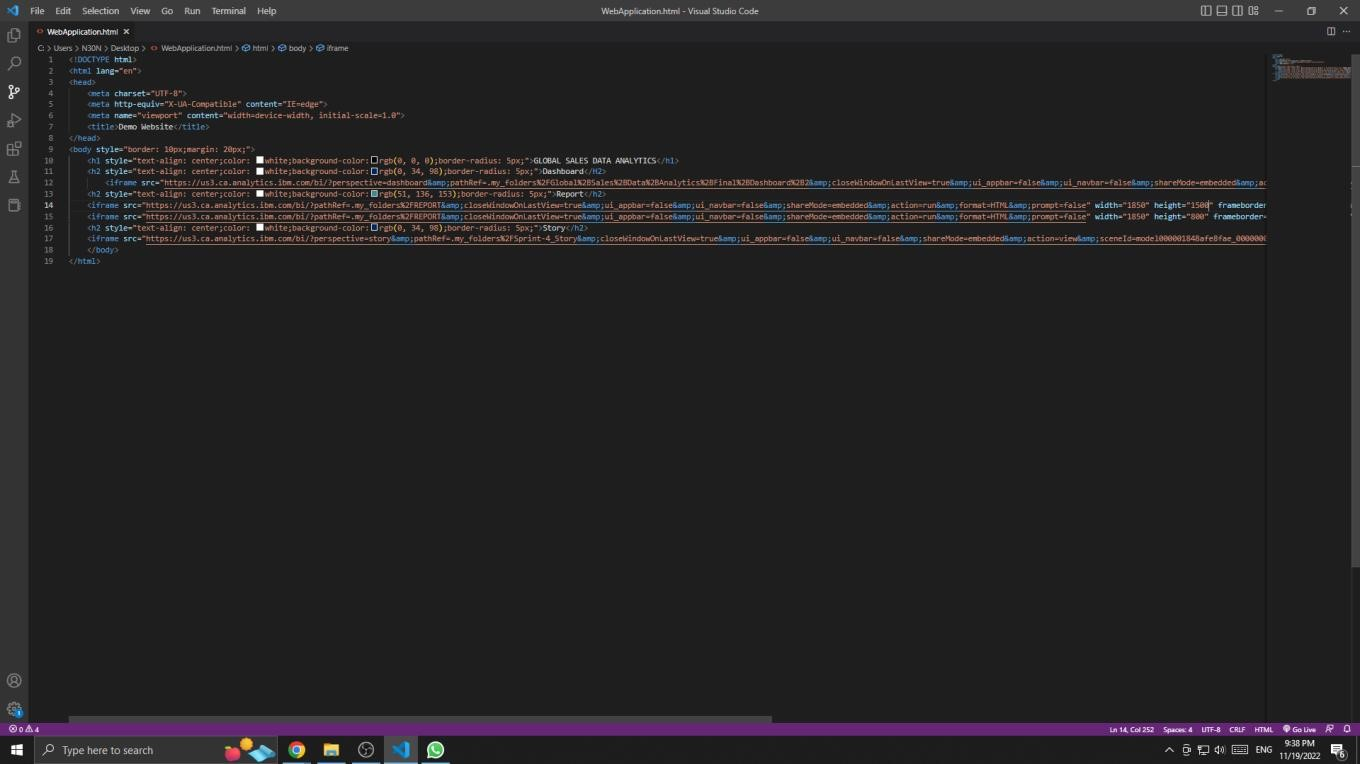 File Edit Selection View Go Run Terminal Help
WebApplication.html - Visual Studio Code
WebApplication.html
C: > Users > N30N > Desktop > WebApplication.html > html > body > iframe
1 <!DOCTYPE html>
2 <html lang="en">
3 <head>
4 <meta charset="UTF-8">
5 <meta http-equiv="X-UA-Compatible" content="IE=edge">
6 <meta name="viewport" content="width=device-width, initial-scale=1.0">
7 <title>Demo Website</title>
8 </head>
9 <body style="border: 10px;margin: 20px;">
10 <h1 style="text-align: center;color: white;background-color: rgb(0, 0, 0);border-radius: 5px;">GLOBAL SALES DATA ANALYTICS</h1>
11 <h2 style="text-align: center;color: white;background-color: rgb(0, 34, 98);border-radius: 5px;">Dashboard</H2>
12 <iframe src="https://us3.ca.analytics.ibm.com/bi/?perspective=dashboard&amp;pathRef=.my_folders%2FGlobal%2BSales%2BData%2BAnalytics%2BFinal%2BDashboard%2B2&amp;closeWindowOnLastView=true&amp;ui_appbar=false&amp;ui_navbar=false&amp;shareMode=embedded&amp;ac
13 <h2 style="text-align: center;color: white;background-color: rgb(51, 136, 153);border-radius: 5px;">Report</H2>
14 <iframe src="https://us3.ca.analytics.ibm.com/bi/?pathRef=.my_folders%2FREPORT&amp;closeWindowOnLastView=true&amp;ui_appbar=false&amp;ui_navbar=false&amp;shareMode=embedded&amp;action=run&amp;format=HTML&amp;prompt=false" width="1850" height="1500" frameborder
15 <iframe src="https://us3.ca.analytics.ibm.com/bi/?pathRef=.my_folders%2FREPORT&amp;closeWindowOnLastView=true&amp;ui_appbar=false&amp;ui_navbar=false&amp;shareMode=embedded&amp;action=run&amp;format=HTML&amp;prompt=false" width="1850" height="800" frameborder=
16 <h2 style="text-align: center;color: white;background-color: rgb(0, 34, 98);border-radius: 5px;">Story</h2>
17 <iframe src="https://us3.ca.analytics.ibm.com/bi/?perspective=story&amp;pathRef=.my_folders%2FSprint-4_Story&amp;closeWindowOnLastView=true&amp;ui_appbar=false&amp;ui_navbar=false&amp;shareMode=embedded&amp;action=view&amp;sceneId=model000001848afe8fae_0000000
18 </body>
19 </html>
0 4
Ln 14, Col 252 Spaces: 4 UTF-8 CRLF HTML Go Live
Type here to search
ENG
9:38 PM
11/19/2022
6